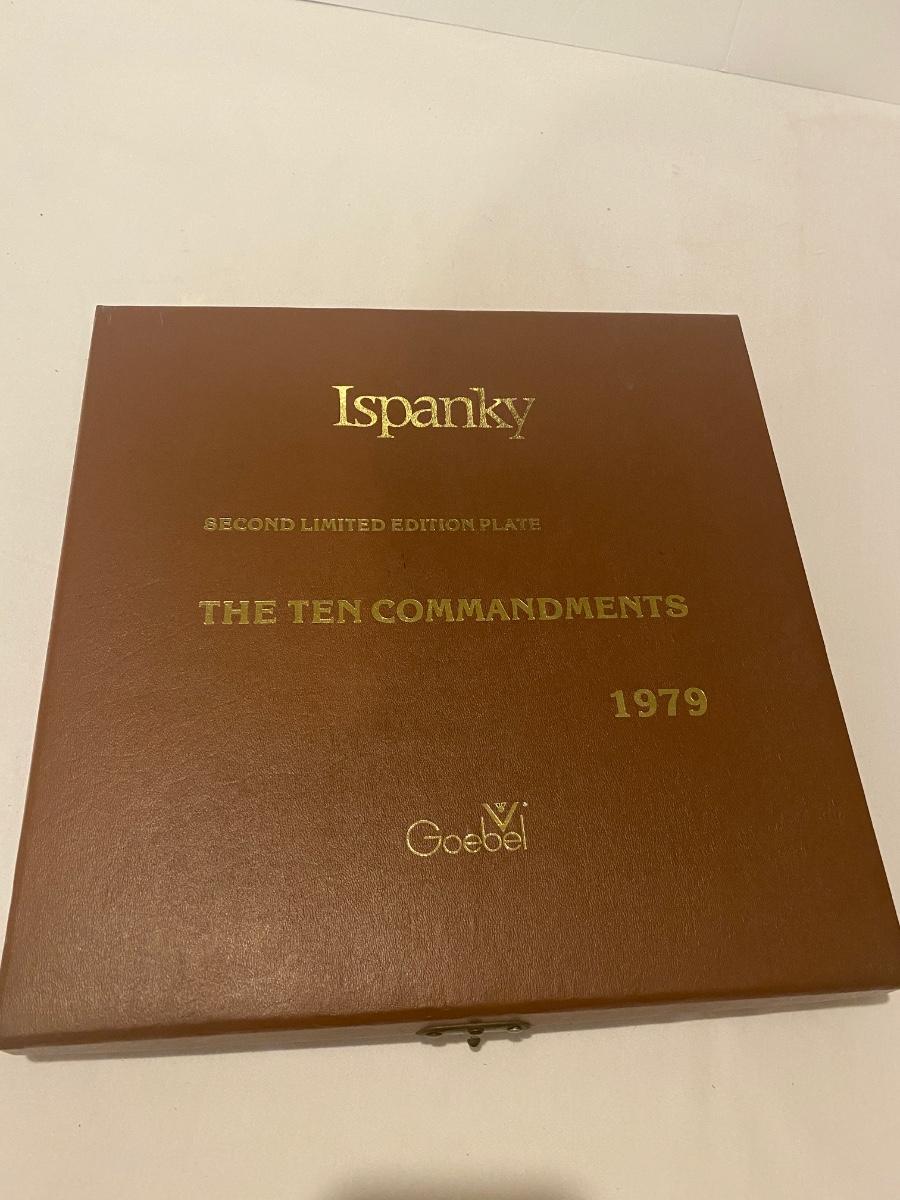 Ispanky
SECOND LIMITED EDITION PLATE
THE TEN COMMANDMENTS
1979
Goebel